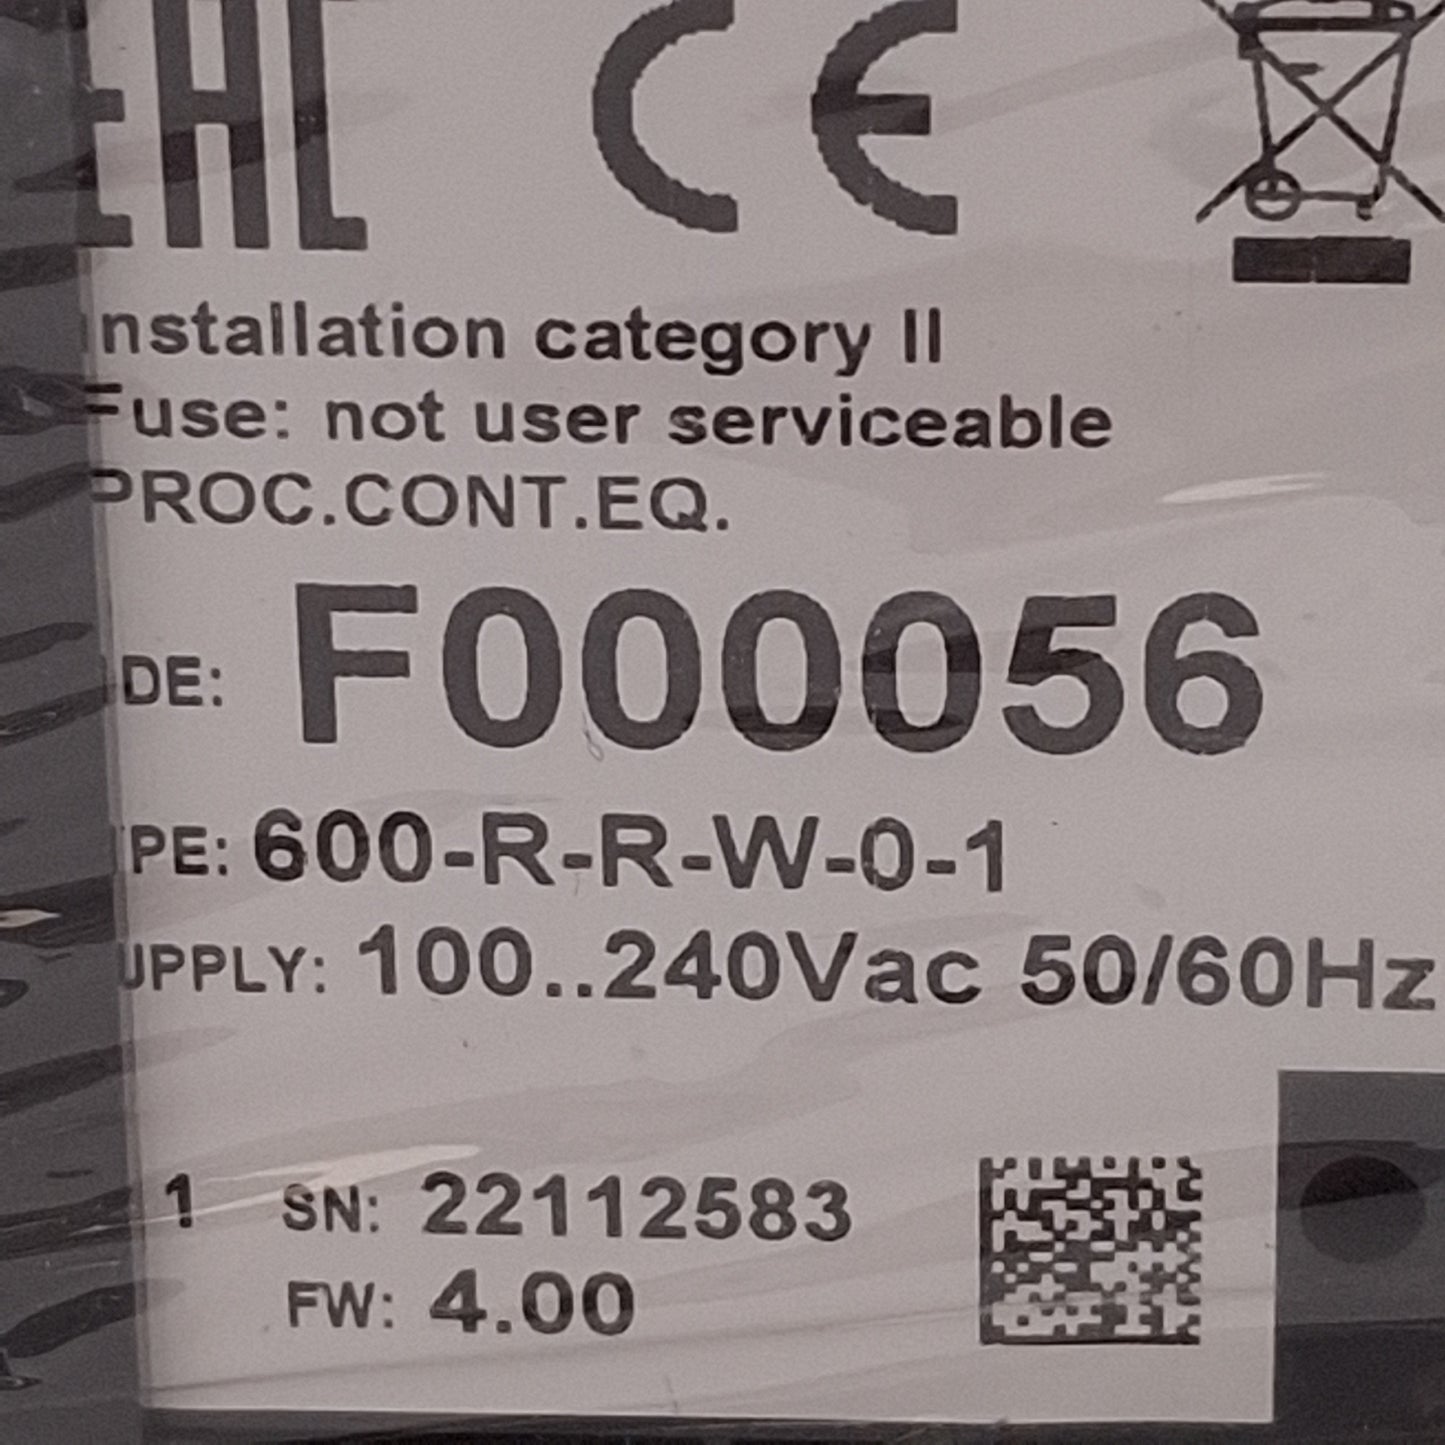 EAC CE
Installation category II
Fuse: not user serviceable
PROC.CONT.EQ.
DE: F000056
PE: 600-R-R-W-0-1
UPPLY: 100..240Vac 50/60Hz
1 SN: 22112583
FW: 4.00